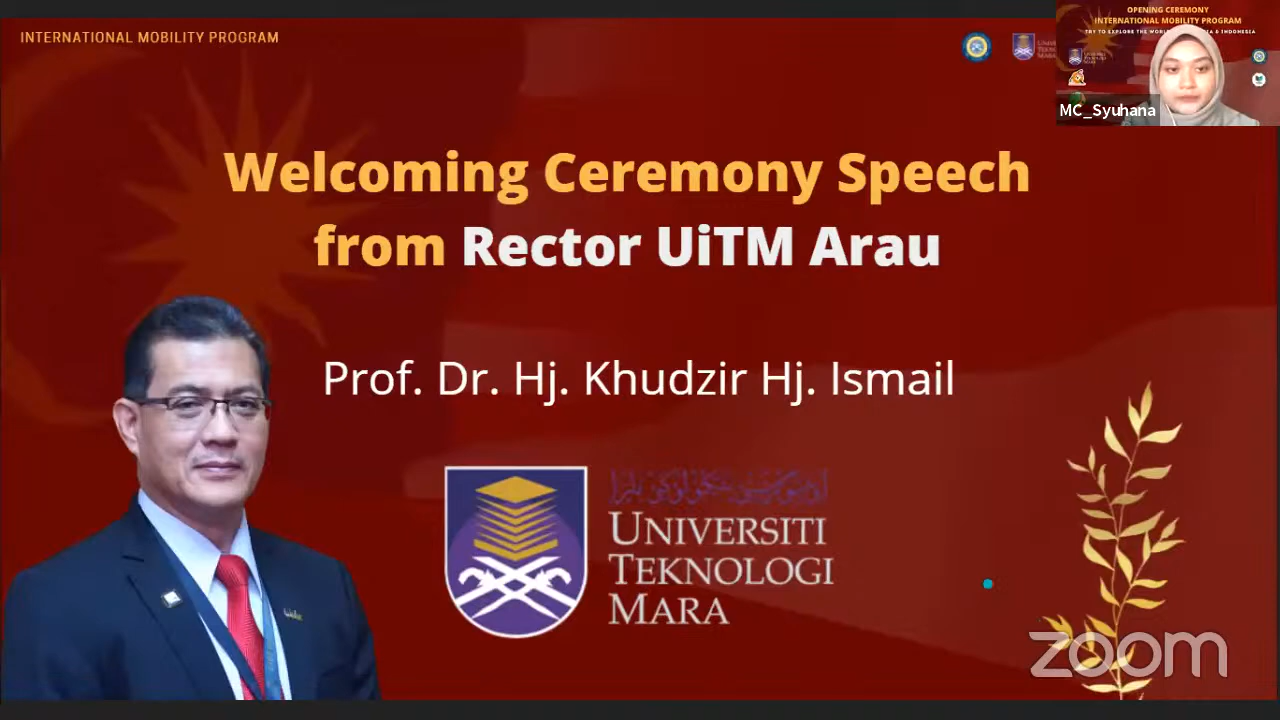 INTERNATIONAL MOBILITY PROGRAM
OPENING CEREMONY
INTERNATIONAL MOBILITY PROGRAM
MC_Syuhana
Welcoming Ceremony Speech
from Rector UiTM Arau
Prof. Dr. Hj. Khudzir Hj. Ismail
UNIVERSITI
TEKNOLOGI
MARA
zoom